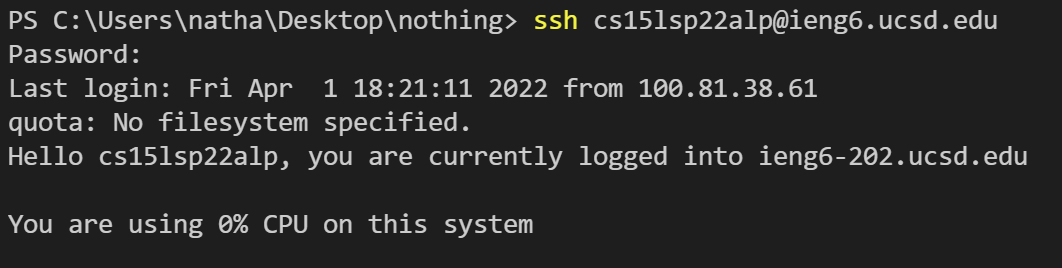 PS C:\Users\natha\Desktop\nothing> ssh cs15lsp22alp@ieng6.ucsd.edu
Password:
Last login: Fri Apr  1 18:21:11 2022 from 100.81.38.61
quota: No filesystem specified.
Hello cs15lsp22alp, you are currently logged into ieng6-202.ucsd.edu
You are using 0% CPU on this system